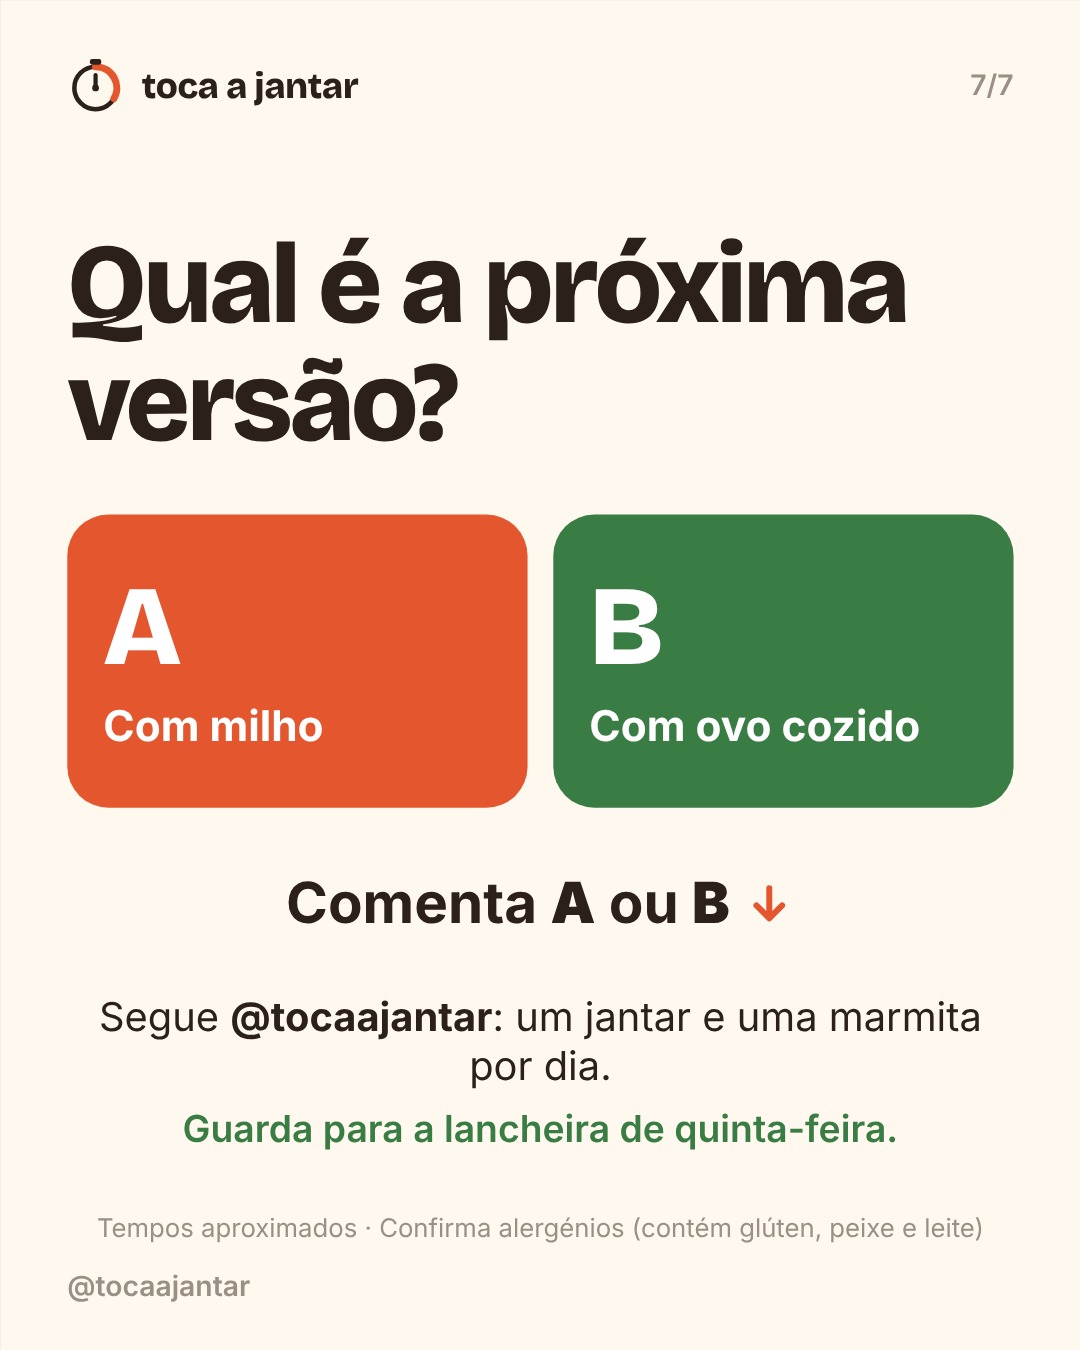 toca a jantar
7/7
Qual é a próxima
versão?
A
Com milho
B
Com ovo cozido
Comenta A ou B ↓
Segue @tocaajantar: um jantar e uma marmita
por dia.
Guarda para a lancheira de quinta-feira.
Tempos aproximados · Confirma alergénios (contém glúten, peixe e leite)
@tocaajantar